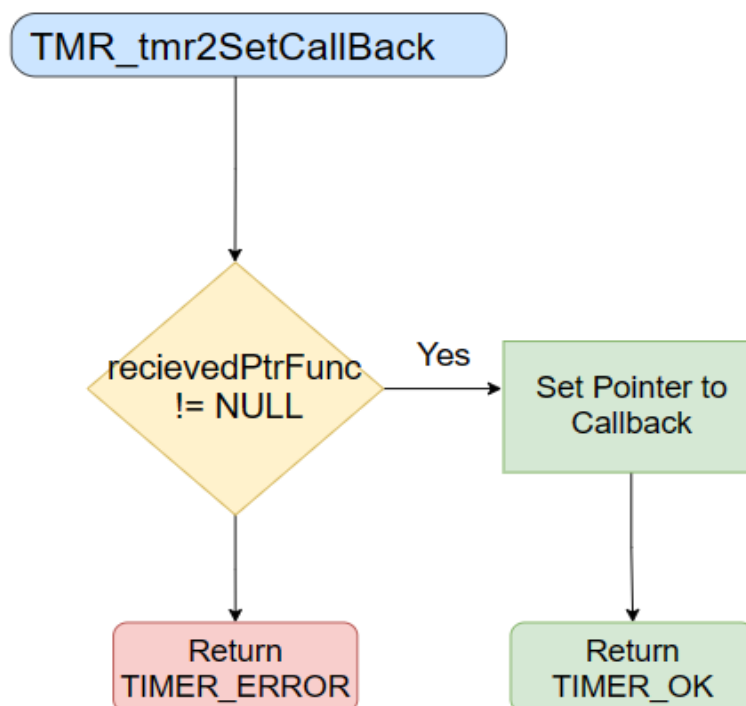 TMR_tmr2SetCallBack
recievedPtrFunc
!= NULL
Yes
Set Pointer to
Callback
Return
TIMER_ERROR
Return
TIMER_OK